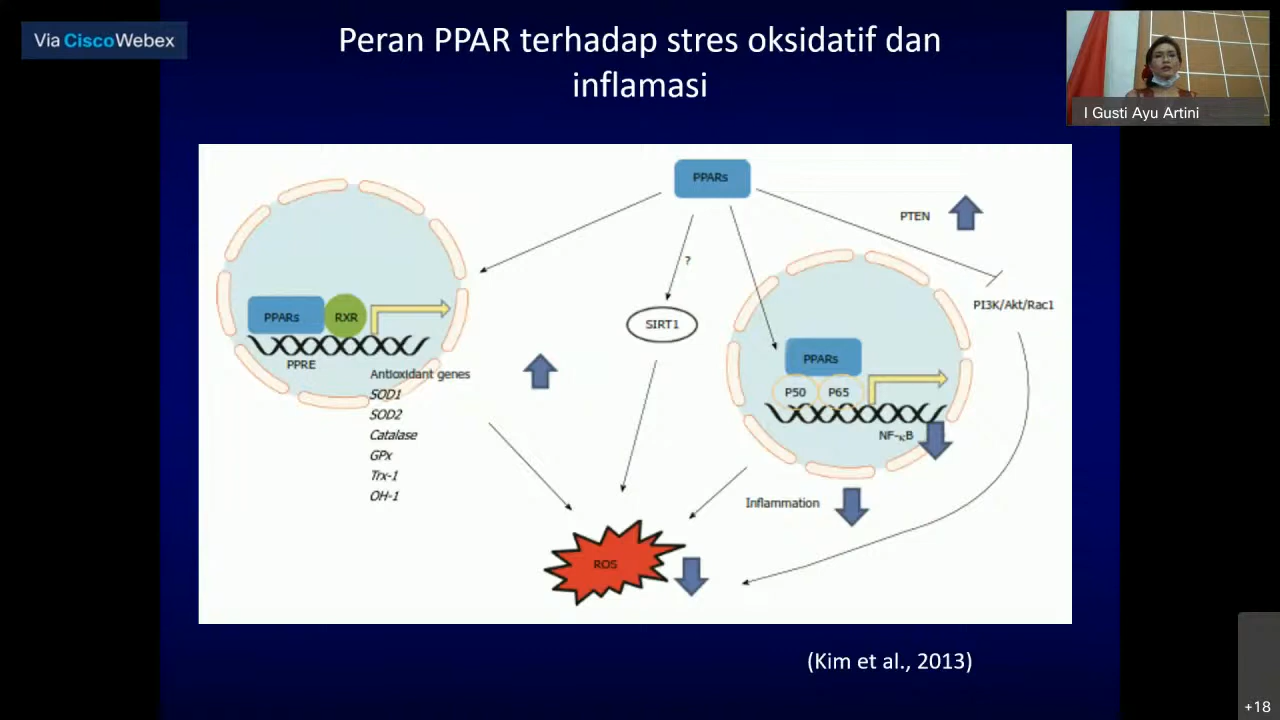 Via CiscoWebex
Peran PPAR terhadap stres oksidatif dan
inflamasi
I Gusti Ayu Artini
PPARs
PTEN
?
PI3K/Akt/Rac1
PPARs
RXR
SIRT1
PPRE
PPARs
P50
P65
NF-κB
Antioxidant genes
SOD1
SOD2
Catalase
GPx
Trx-1
OH-1
Inflammation
ROS
(Kim et al., 2013)
+18